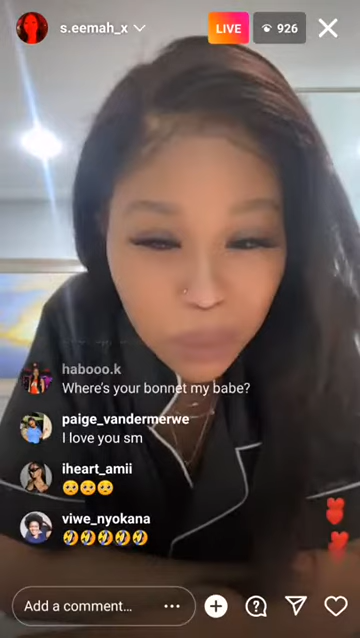 s.eemah_x
LIVE
926
habooo.k
Where's your bonnet my babe?
paige_vandermerwe
I love you sm
iheart_amii
🥺🥺🥺
viwe_nyokana
🤣🤣🤣🤣🤣
Add a comment...